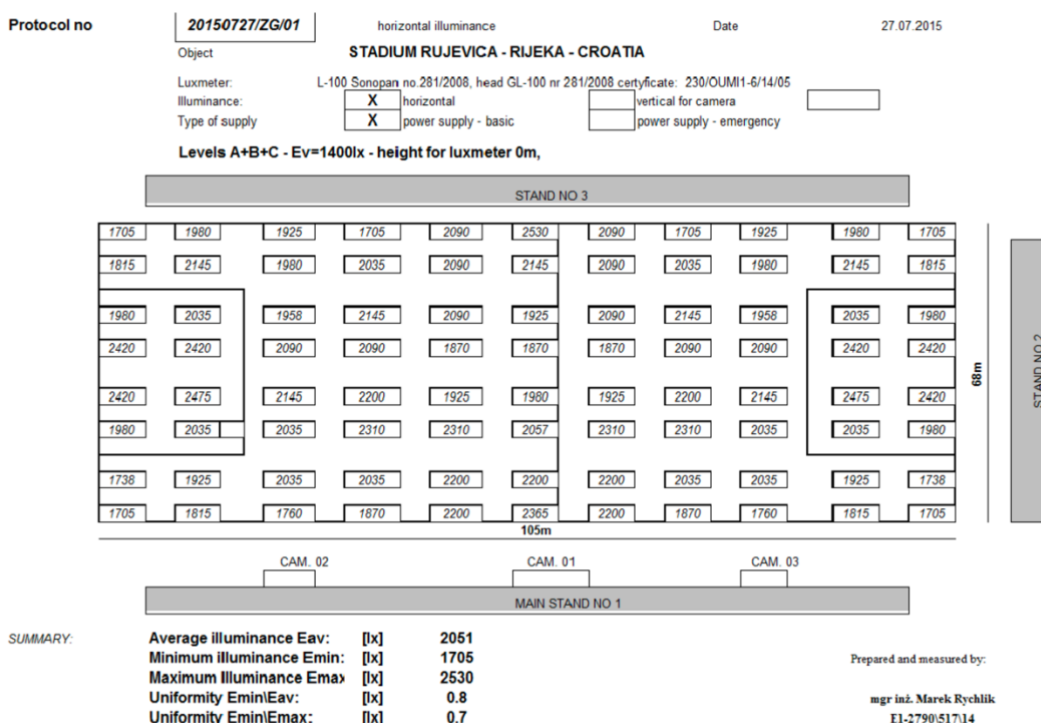 Protocol no 20150727/ZG/01 horizontal illuminance Date 27.07.2015
Object STADIUM RUJEVICA - RIJEKA - CROATIA
Luxmeter: L-100 Sonopan no.281/2008, head GL-100 nr 281/2008 certyficate: 230/OUMI1-6/14/05
Illuminance: X horizontal vertical for camera
Type of supply X power supply - basic power supply - emergency
Levels A+B+C - Ev=1400lx - height for luxmeter 0m,
STAND NO 3
1705 1980 1925 1705 2090 2530 2090 1705 1925 1980 1705
1815 2145 1980 2035 2090 2145 2090 2035 1980 2145 1815
1980 2035 1958 2145 2090 1925 2090 2145 1958 2035 1980
2420 2420 2090 2090 1870 1870 1870 2090 2090 2420 2420
2420 2475 2145 2200 1925 1980 1925 2200 2145 2475 2420
1980 2035 2035 2310 2310 2057 2310 2310 2035 2035 1980
1738 1925 2035 2035 2200 2200 2200 2035 2035 1925 1738
1705 1815 1760 1870 2200 2365 2200 1870 1760 1815 1705
68m
STAND NO 2
105m
CAM. 02 CAM. 01 CAM. 03
MAIN STAND NO 1
SUMMARY:
Average illuminance Eav: [lx] 2051
Minimum illuminance Emin: [lx] 1705
Maximum Illuminance Emax [lx] 2530
Uniformity Emin\Eav: [lx] 0.8
Uniformity Emin\Emax: [lx] 0.7
Prepared and measured by:
mgr inż. Marek Rychlik
E1-2790\517\14